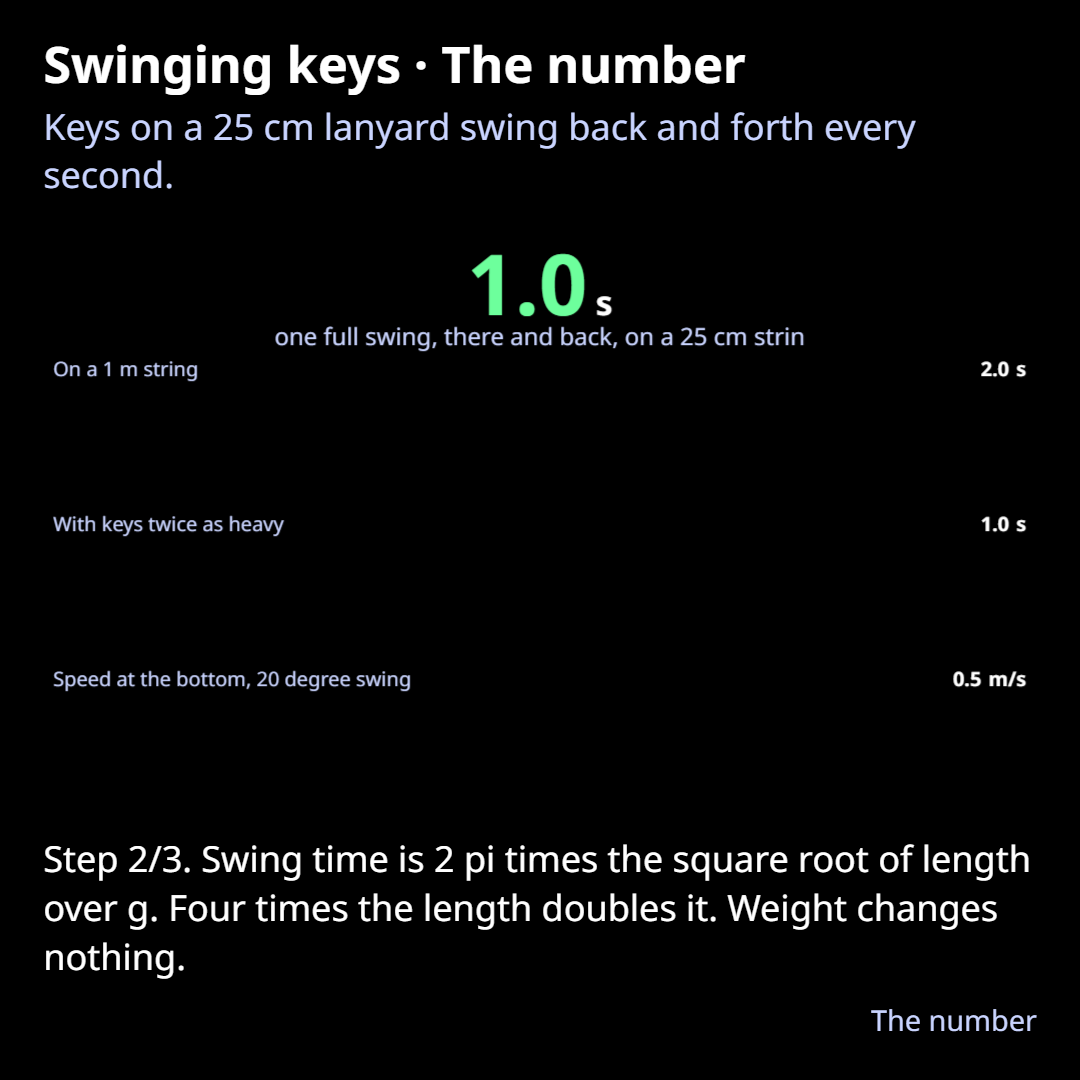 Swinging keys · The number
Keys on a 25 cm lanyard swing back and forth every
second.
1.0 s
one full swing, there and back, on a 25 cm strin
On a 1 m string 2.0 s
With keys twice as heavy 1.0 s
Speed at the bottom, 20 degree swing 0.5 m/s
Step 2/3. Swing time is 2 pi times the square root of length
over g. Four times the length doubles it. Weight changes
nothing.
The number